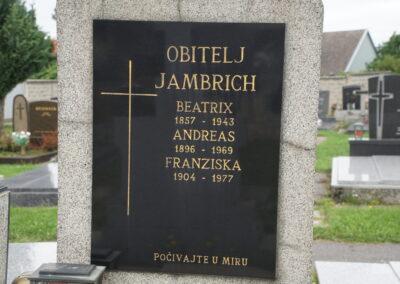 OBITELJ
JAMBRICH
BEATRIX
1857 - 1943
ANDREAS
1896 - 1969
FRANZISKA
1904 - 1977
POČIVAJTE U MIRU